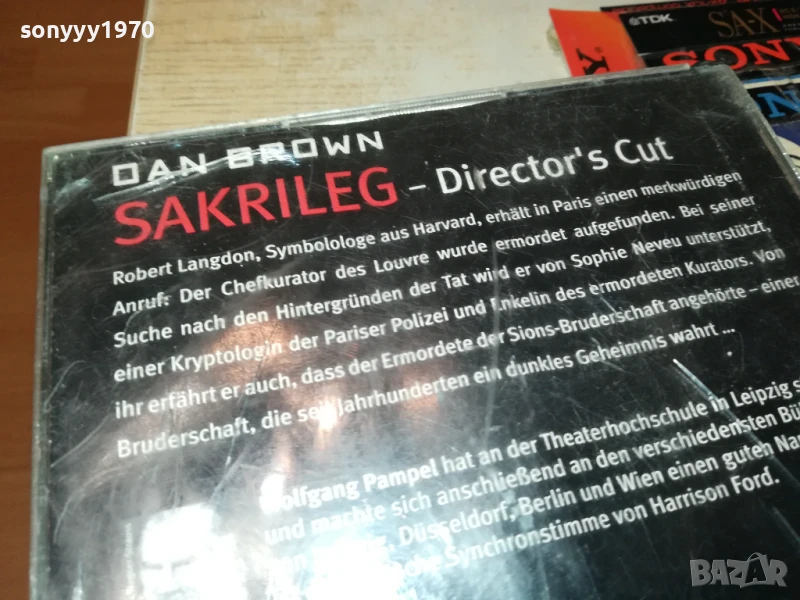 sonyyy1970
TDK SA-X
SONY
DAN BROWN
SAKRILEG – Director's Cut
Robert Langdon, Symbolologe aus Harvard, erhält in Paris einen merkwürdigen
Anruf: Der Chefkurator des Louvre wurde ermordet aufgefunden. Bei seiner
Suche nach den Hintergründen der Tat wird er von Sophie Neveu unterstützt,
einer Kryptologin der Pariser Polizei und Enkelin des ermordeten Kurators. Von
ihr erfährt er auch, dass der Ermordete der Sions-Bruderschaft angehörte – einer
Bruderschaft, die seit Jahrhunderten ein dunkles Geheimnis wahrt ...
Wolfgang Pampel hat an der Theaterhochschule in Leipzig
und machte sich anschließend an den verschiedensten
Düsseldorf, Berlin und Wien einen guten
Synchronstimme von Harrison Ford.
BAZAR